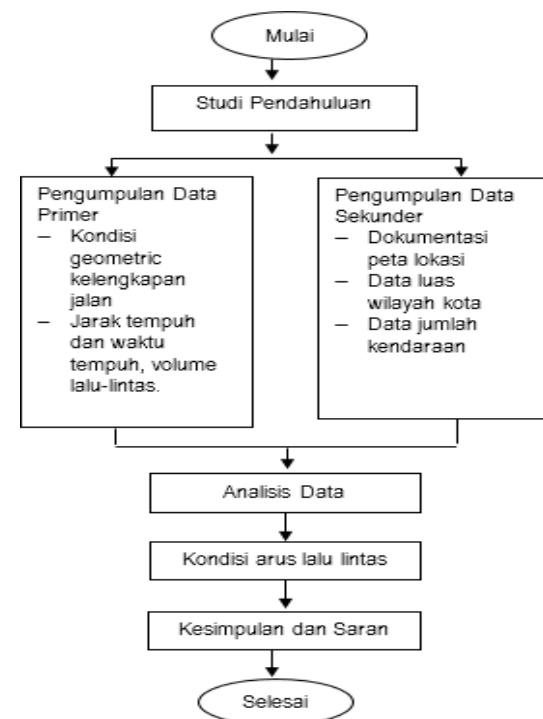 Mulai
Studi Pendahuluan
Pengumpulan Data
Primer
– Kondisi
geometric
kelengkapan
jalan
– Jarak tempuh
dan waktu
tempuh, volume
lalu-lintas.
Pengumpulan Data
Sekunder
– Dokumentasi
peta lokasi
– Data luas
wilayah kota
– Data jumlah
kendaraan
Analisis Data
Kondisi arus lalu lintas
Kesimpulan dan Saran
Selesai